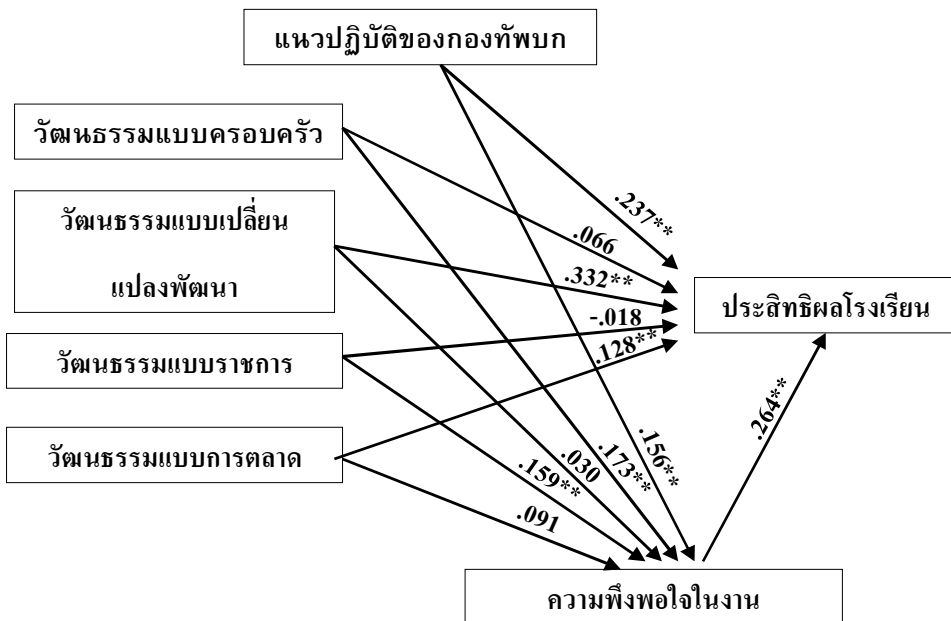 แนวปฏิบัติของกองทัพบก
วัฒนธรรมแบบครอบครัว
วัฒนธรรมแบบเปลี่ยน
แปลงพัฒนา
วัฒนธรรมแบบราชการ
วัฒนธรรมแบบการตลาด
.237**
.066
.332**
-.018
.128**
ประสิทธิผลโรงเรียน
.264**
.156**
.173**
.030
.159**
.091
ความพึงพอใจในงาน